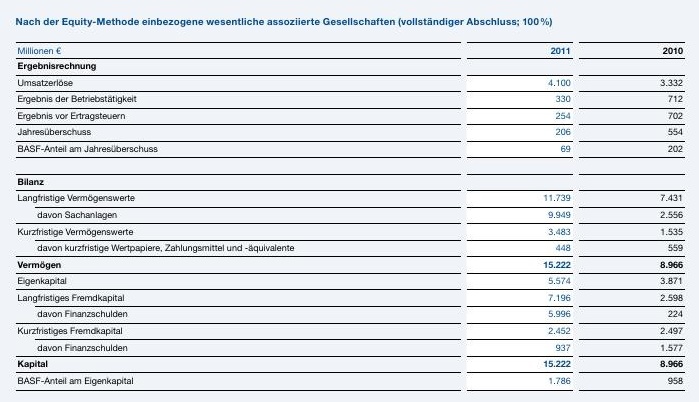 Nach der Equity-Methode einbezogene wesentliche assoziierte Gesellschaften (vollständiger Abschluss; 100 %)
Millionen € 2011 2010
Ergebnisrechnung
Umsatzerlöse 4.100 3.332
Ergebnis der Betriebstätigkeit 330 712
Ergebnis vor Ertragsteuern 254 702
Jahresüberschuss 206 554
BASF-Anteil am Jahresüberschuss 69 202
Bilanz
Langfristige Vermögenswerte 11.739 7.431
davon Sachanlagen 9.949 2.556
Kurzfristige Vermögenswerte 3.483 1.535
davon kurzfristige Wertpapiere, Zahlungsmittel und -äquivalente 448 559
Vermögen 15.222 8.966
Eigenkapital 5.574 3.871
Langfristiges Fremdkapital 7.196 2.598
davon Finanzschulden 5.996 224
Kurzfristiges Fremdkapital 2.452 2.497
davon Finanzschulden 937 1.577
Kapital 15.222 8.966
BASF-Anteil am Eigenkapital 1.786 958